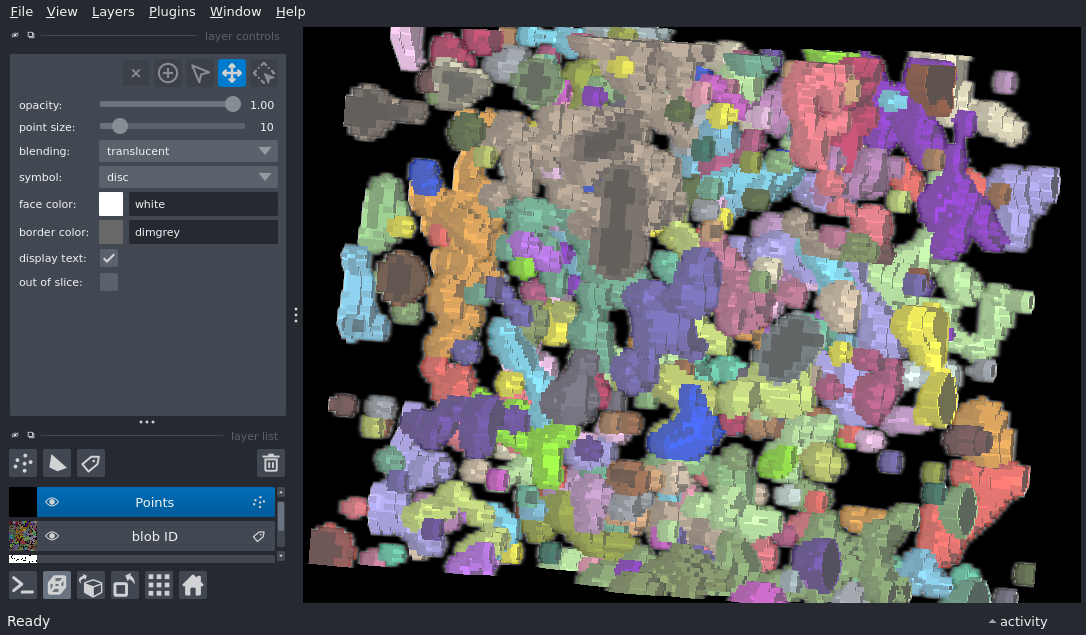 File View Layers Plugins Window Help
layer controls
opacity: 1.00
point size: 10
blending: translucent
symbol: disc
face color: white
border color: dimgrey
display text:
out of slice:
layer list
Points
blob ID
Ready
activity